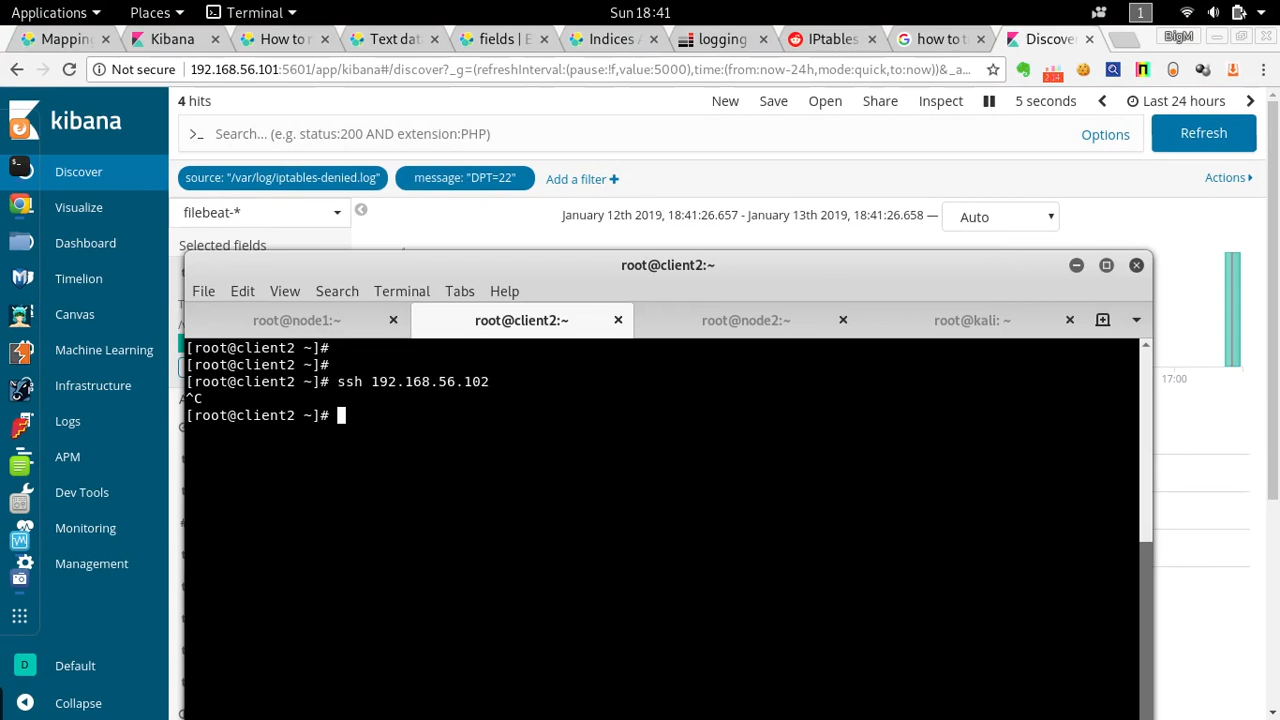 Applications Places Terminal Sun 18:41 1
Mappin Kibana How to r Text dat fields | B Indices A logging IPtables how to t Discove BigM
Not secure 192.168.56.101:5601/app/kibana#/discover?_g=(refreshInterval:(pause:!f,value:5000),time:(from:now-24h,mode:quick,to:now))&_a... 2:14
kibana
Discover
Visualize
Dashboard
Timelion
Canvas
Machine Learning
Infrastructure
Logs
APM
Dev Tools
Monitoring
Management
D Default
Collapse
4 hits New Save Open Share Inspect 5 seconds Last 24 hours
>_ Search... (e.g. status:200 AND extension:PHP) Options Refresh
source: "/var/log/iptables-denied.log" message: "DPT=22" Add a filter Actions
filebeat-* January 12th 2019, 18:41:26.657 - January 13th 2019, 18:41:26.658 — Auto
Selected fields
17:00
root@client2:~
File Edit View Search Terminal Tabs Help
root@node1:~ root@client2:~ root@node2:~ root@kali: ~
[root@client2 ~]#
[root@client2 ~]#
[root@client2 ~]# ssh 192.168.56.102
^C
[root@client2 ~]#